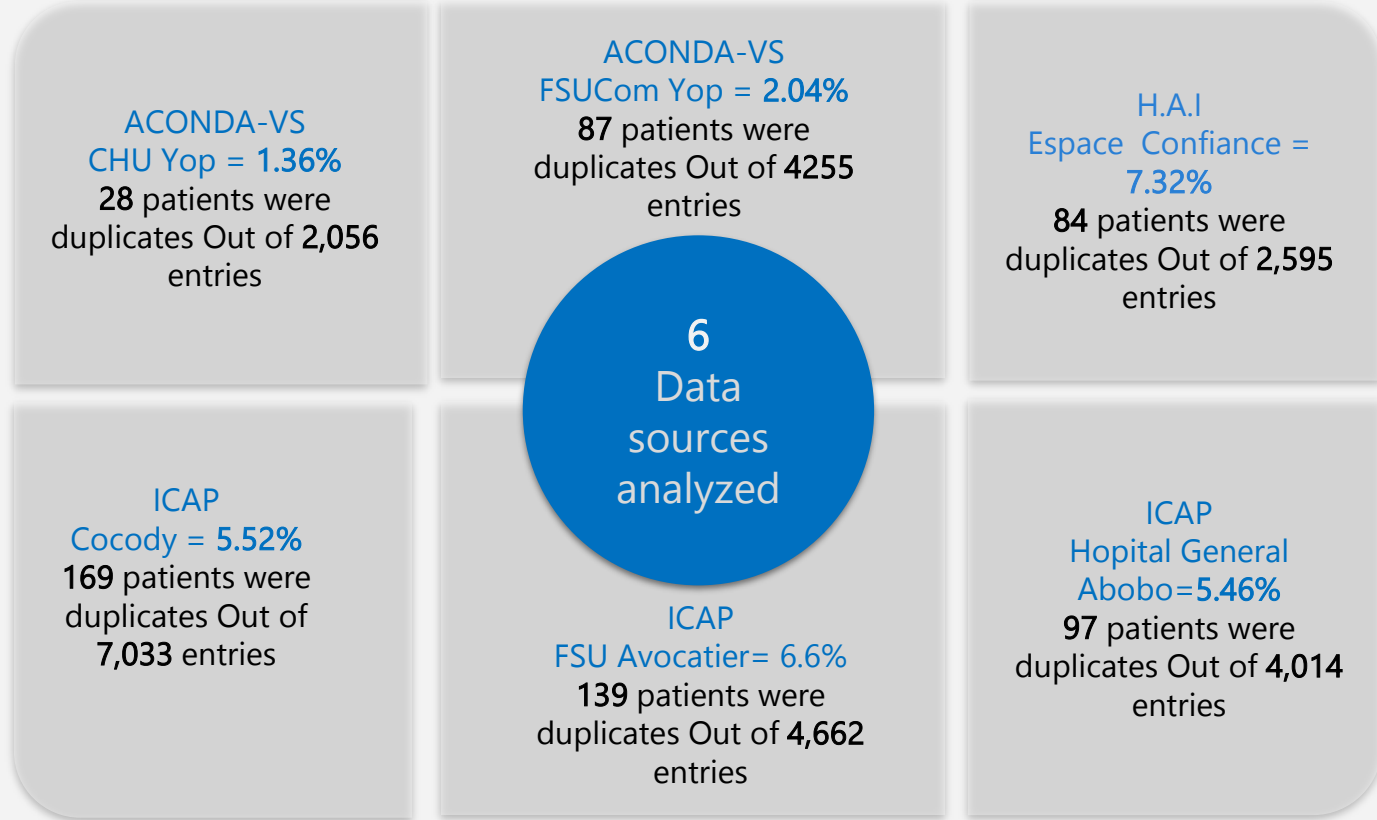 ACONDA-VS
CHU Yop = 1.36%
28 patients were
duplicates Out of 2,056
entries
ACONDA-VS
FSUCom Yop = 2.04%
87 patients were
duplicates Out of 4255
entries
H.A.I
Espace Confiance =
7.32%
84 patients were
duplicates Out of 2,595
entries
6
Data
sources
analyzed
ICAP
Cocody = 5.52%
169 patients were
duplicates Out of
7,033 entries
ICAP
FSU Avocatier= 6.6%
139 patients were
duplicates Out of 4,662
entries
ICAP
Hopital General
Abobo=5.46%
97 patients were
duplicates Out of 4,014
entries